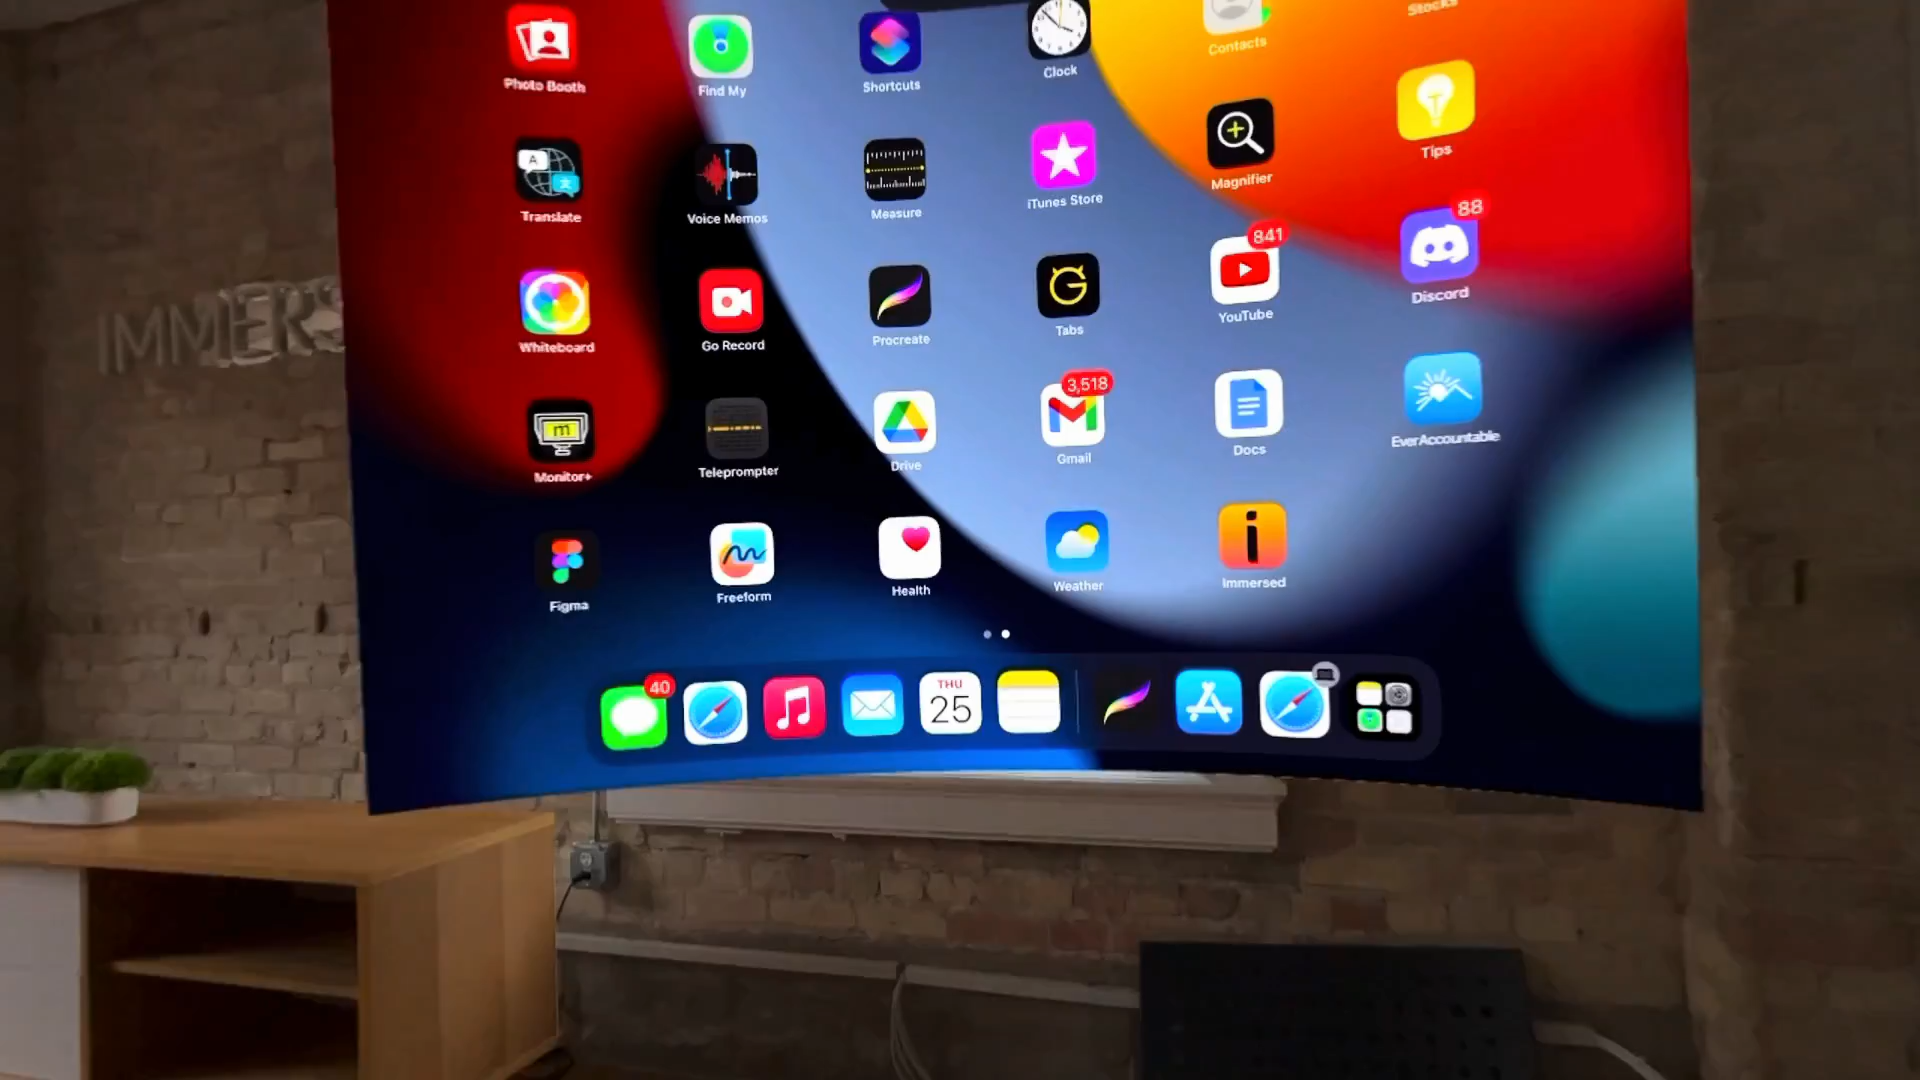 Stocks
Contacts
Clock
Photo Booth
Find My
Shortcuts
Tips
Magnifier
A
Translate
Voice Memos
Measure
iTunes Store
88
841
Discord
IMMERS
YouTube
Whiteboard
Go Record
Procreate
G
Tabs
3,518
m
EverAccountable
Monitor+
Teleprompter
Drive
Gmail
Docs
i
Figma
Freeform
Health
Weather
Immersed
40
THU
25